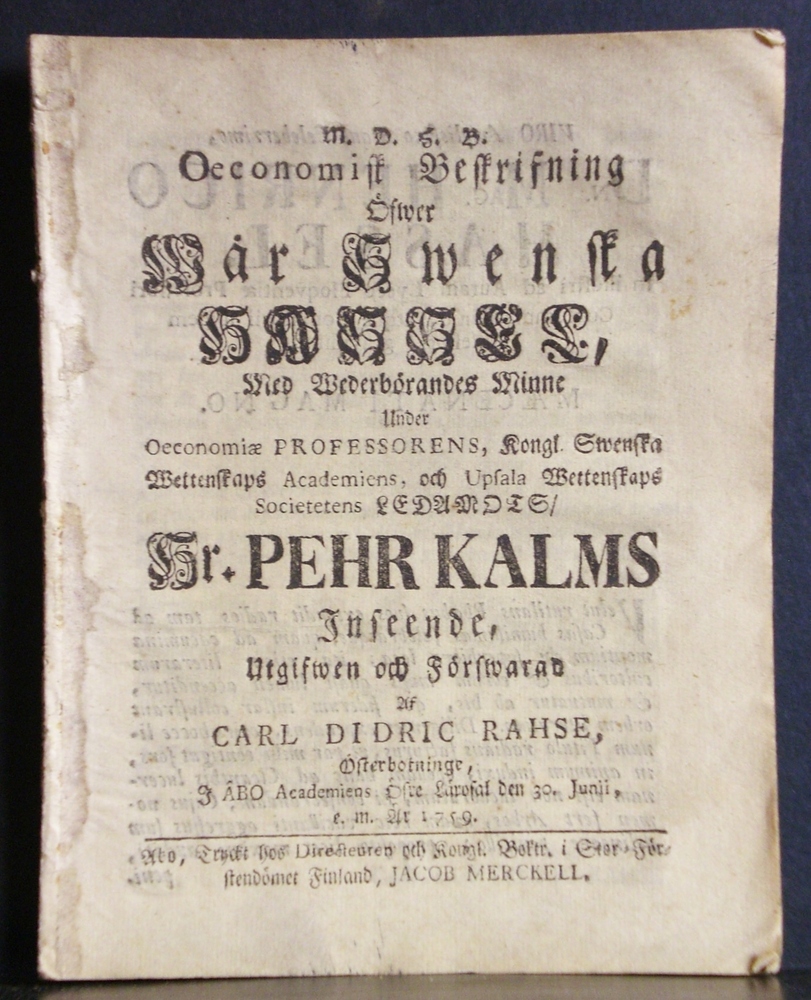 M. D. H. B.
Oeconomisk Beskrifning
Öfwer
Wår Swenska
HASSEL,
Med Wederbörandes Minne
Under
Oeconomiæ PROFESSORENS, Kongl. Swenska
Wettenskaps Academiens, och Upsala Wettenskaps
Societetens LEDAMOTS/
Hr. PEHR KALMS
Inseende,
Utgifwen och Förswarad
Af
CARL DIDRIC RAHSE,
Österbotninge,
I ÅBO Academiens Öfre Lärosal den 30. Junii,
e. m. År 1759.
Åbo, Tryckt hos Directeuren och Kongl. Boktr. i Stor-För-
stendömet Finland, JACOB MERCKELL.